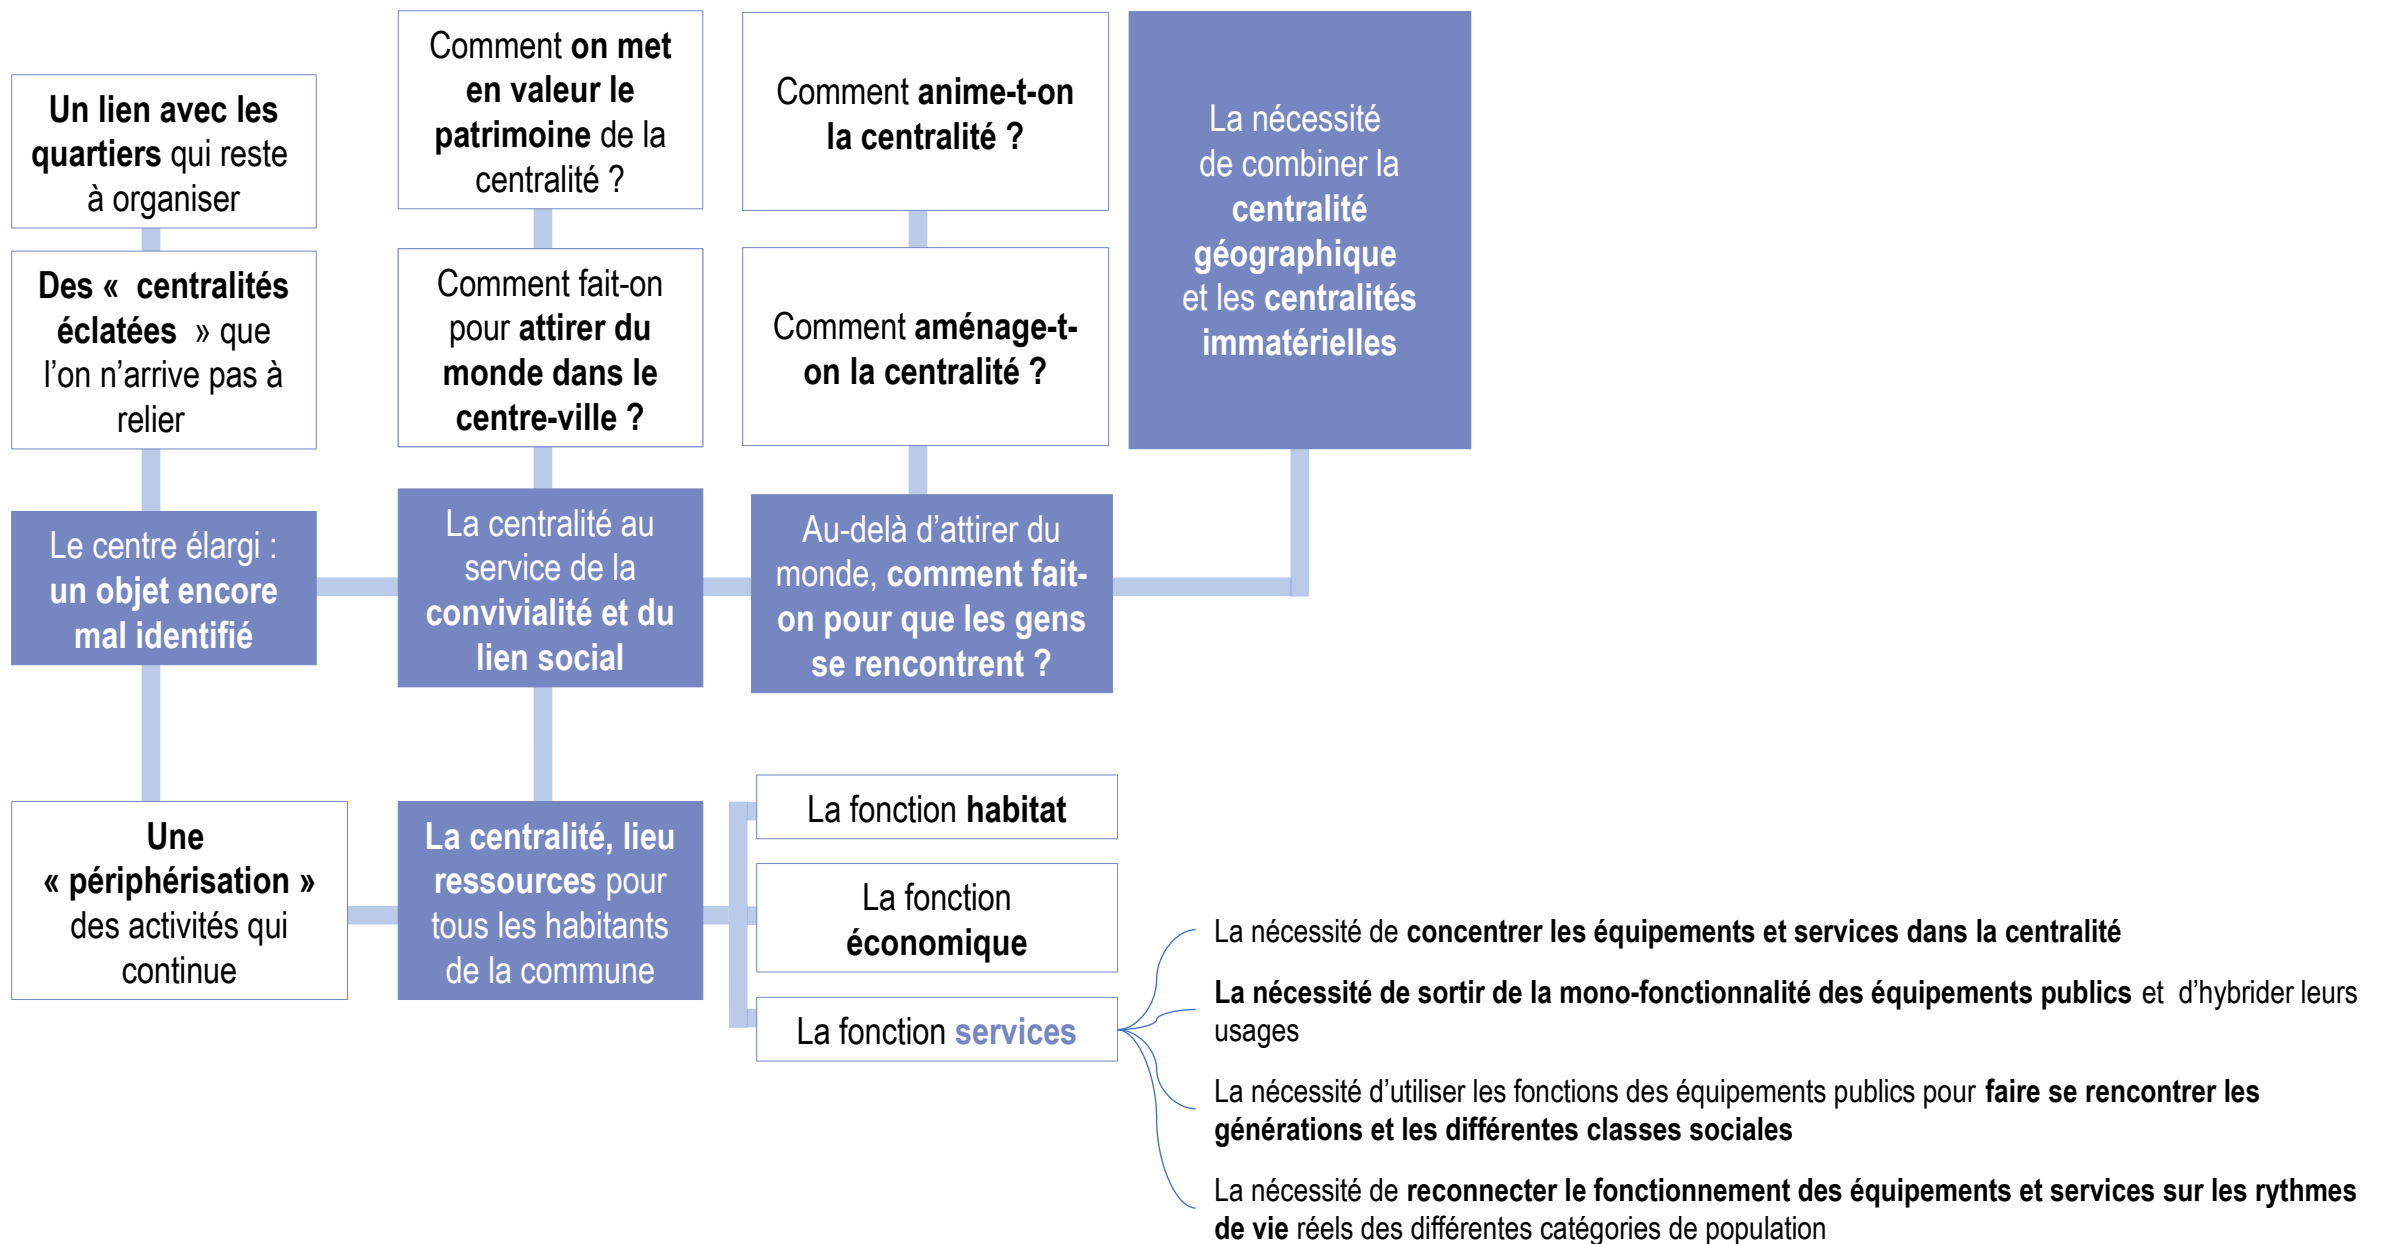 Un lien avec les
quartiers qui reste
à organiser
Des «  centralités
éclatées  » que
l’on n’arrive pas à
relier
Le centre élargi :
un objet encore
mal identifié
Une
« périphérisation »
des activités qui
continue
Comment on met
en valeur le
patrimoine de la
centralité ?
Comment fait-on
pour attirer du
monde dans le
centre-ville ?
La centralité au
service de la
convivialité et du
lien social
La centralité, lieu
ressources pour
tous les habitants
de la commune
Comment anime-t-on
la centralité ?
Comment aménage-t-
on la centralité ?
Au-delà d’attirer du
monde, comment fait-
on pour que les gens
se rencontrent ?
La nécessité
de combiner la
centralité
géographique
et les centralités
immatérielles
La fonction habitat
La fonction
économique
La fonction services
La nécessité de concentrer les équipements et services dans la centralité
La nécessité de sortir de la mono-fonctionnalité des équipements publics et  d’hybrider leurs
usages
La nécessité d’utiliser les fonctions des équipements publics pour faire se rencontrer les
générations et les différentes classes sociales
La nécessité de reconnecter le fonctionnement des équipements et services sur les rythmes
de vie réels des différentes catégories de population